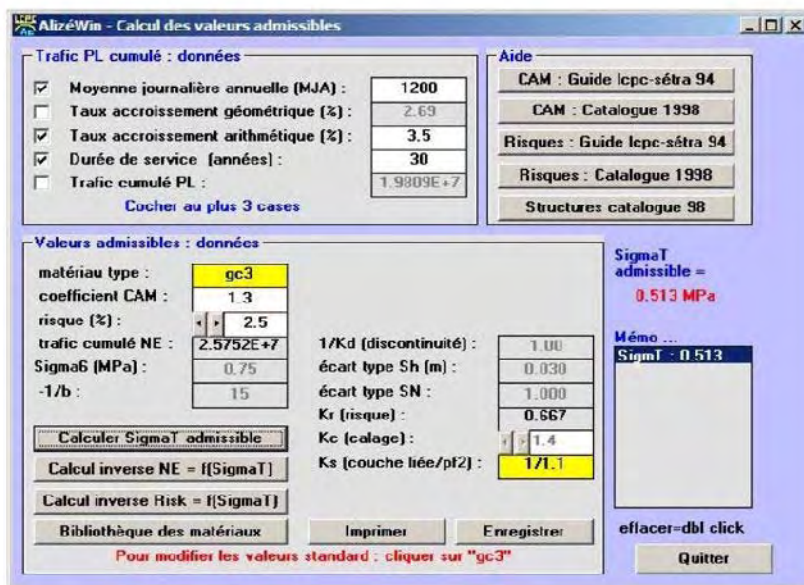 AlizéWin - Calcul des valeurs admissibles
Trafic PL cumulé : données
Moyenne journalière annuelle (MJA) : 1200
Taux accroissement géométrique (%) : 2.69
Taux accroissement arithmétique (%) : 3.5
Durée de service (années) : 30
Trafic cumulé PL : 1.9809E+7
Cocher au plus 3 cases
Aide
CAM : Guide lcpc-sétra 94
CAM : Catalogue 1998
Risques : Guide lcpc-sétra 94
Risques : Catalogue 1998
Structures catalogue 98
Valeurs admissibles : données
matériau type : gc3
coefficient CAM : 1.3
risque (%) : 2.5
trafic cumulé NE : 2.5752E+7
Sigma6 (MPa) : 0.75
-1/b : 15
1/Kd (discontinuité) : 1.00
écart type Sh (m) : 0.030
écart type SN : 1.000
Kr (risque) : 0.667
Kc (calage) : 1.4
Ks (couche liée/pf2) : 1/1.1
Calculer SigmaT admissible
Calcul inverse NE = f(SigmaT)
Calcul inverse Risk = f(SigmaT)
Bibliothèque des matériaux
Imprimer
Enregistrer
Pour modifier les valeurs standard : cliquer sur "gc3"
SigmaT
admissible =
0.513 MPa
Mémo ...
SigmT : 0.513
effacer=dbl click
Quitter